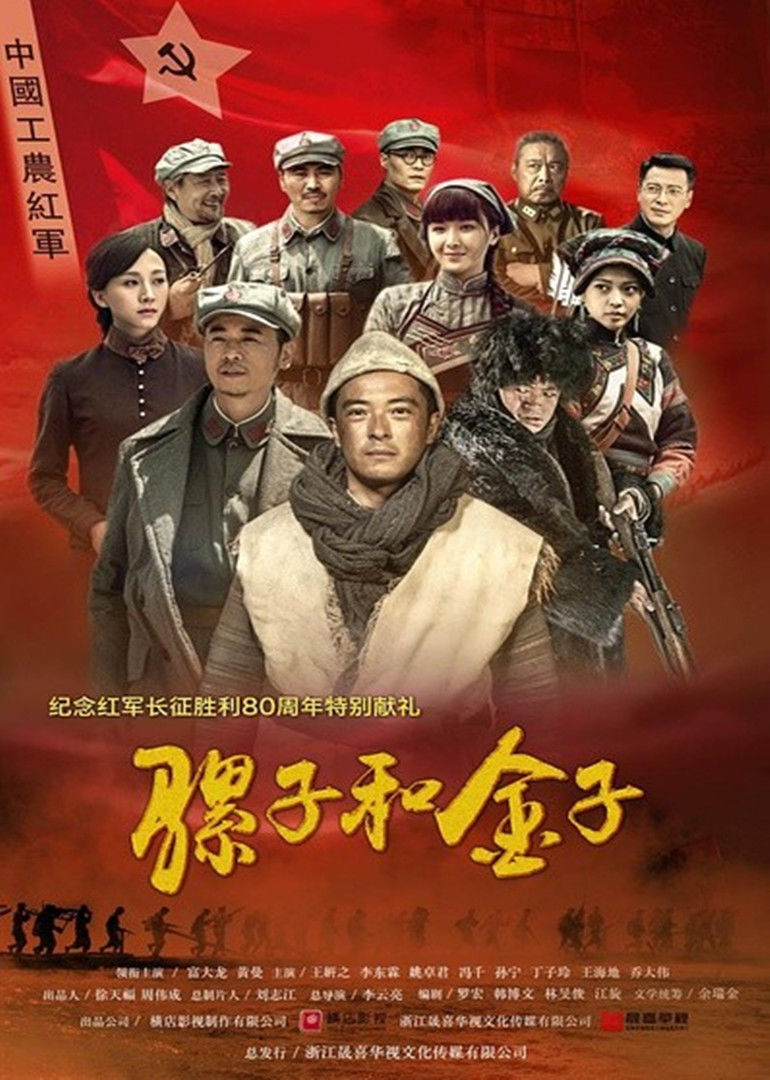 中國工農紅軍
纪念红军长征胜利80周年特别献礼
骡子和金子
领衔主演 / 富大龙 黄曼 主演 / 王妍之 李东霖 姚卓君 冯千 孙宁 丁子玲 王海地 乔大伟
出品人 / 徐天福 周伟成 总制片人 / 刘志江 总导演 / 李云亮 编剧 / 罗宏 韩博文 林昊俊 江旋 文学统筹 / 余瑞金
出品公司 / 横店影视制作有限公司 横店影视 浙江晟喜华视文化传媒有限公司 晟喜華視
总发行 / 浙江晟喜华视文化传媒有限公司